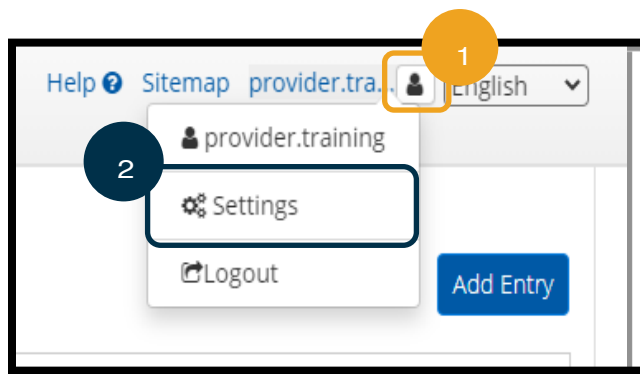 1
Help ? Sitemap provider.tra... English
provider.training
2
Settings
Logout
Add Entry